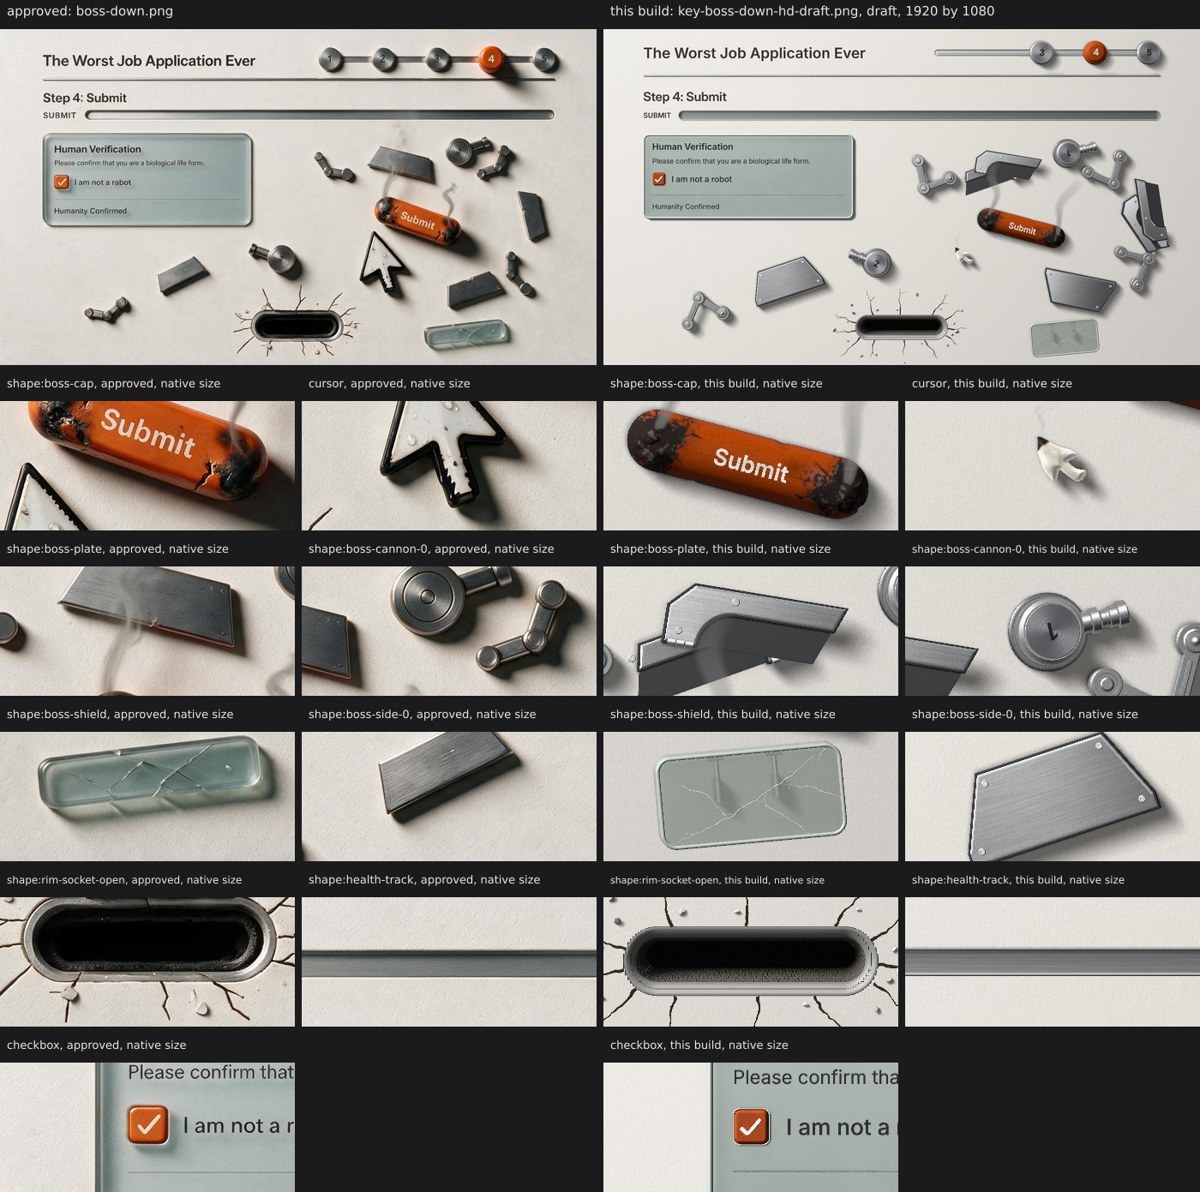 approved: boss-down.png
this build: key-boss-down-hd-draft.png, draft, 1920 by 1080
The Worst Job Application Ever
1 2 3 4 5
Step 4: Submit
SUBMIT
Human Verification
Please confirm that you are a biological life form.
I am not a rabot
Humanity Confirmed
Submit
The Worst Job Application Ever
3 4 5
Step 4: Submit
SUBMIT
Human Verification
Please confirm that you are a biological life form.
I am not a rabot
Humanity Confirmed
1
Submit
2
shape:boss-cap, approved, native size
cursor, approved, native size
shape:boss-cap, this build, native size
cursor, this build, native size
Submit
Submit
shape:boss-plate, approved, native size
shape:boss-cannon-0, approved, native size
shape:boss-plate, this build, native size
shape:boss-cannon-0, this build, native size
1
shape:boss-shield, approved, native size
shape:boss-side-0, approved, native size
shape:boss-shield, this build, native size
shape:boss-side-0, this build, native size
shape:rim-socket-open, approved, native size
shape:health-track, approved, native size
shape:rim-socket-open, this build, native size
shape:health-track, this build, native size
checkbox, approved, native size
checkbox, this build, native size
Please confirm that
I am not a r
Please confirm tha
I am not a